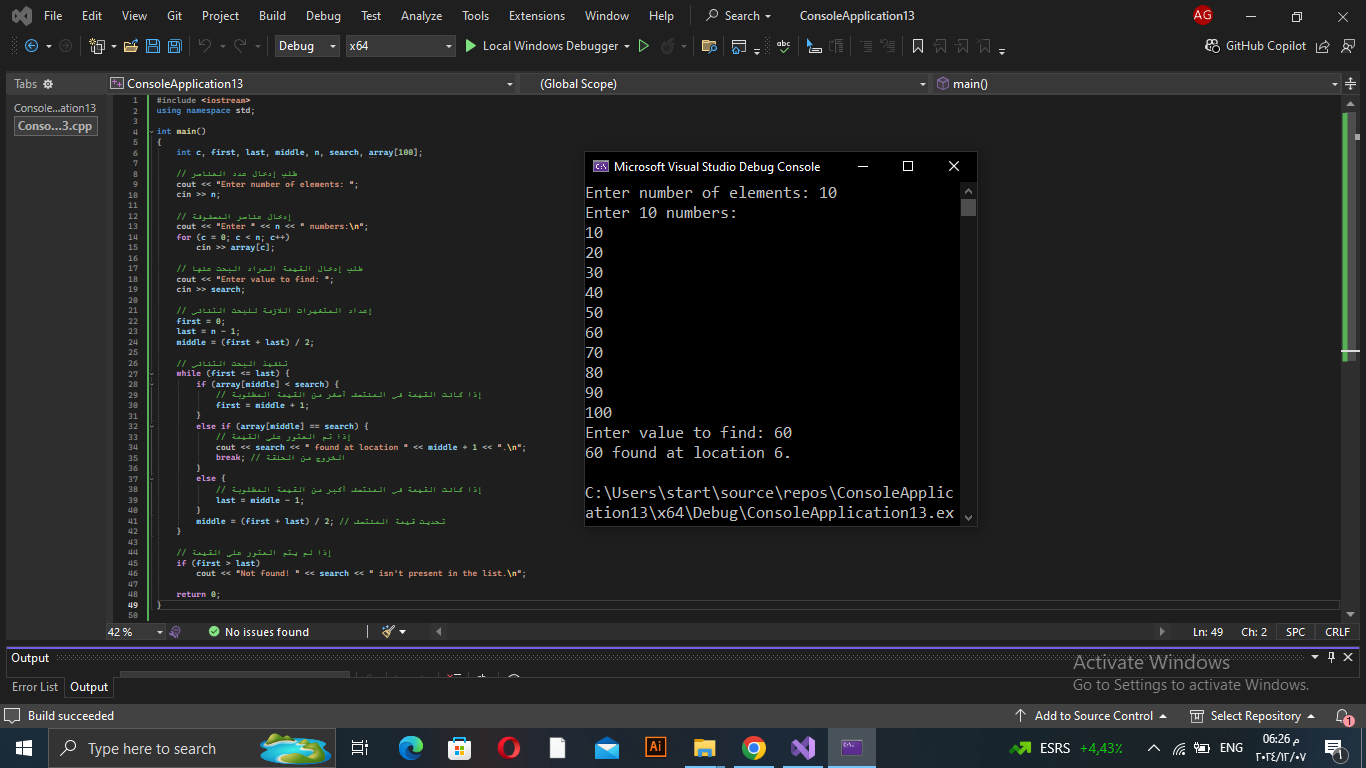 File Edit View Git Project Build Debug Test Analyze Tools Extensions Window Help Search ConsoleApplication13 AG
Debug x64 Local Windows Debugger GitHub Copilot
Tabs ConsoleApplication13 (Global Scope) main()
Console...ation13
Conso...3.cpp
1 #include <iostream>
2 using namespace std;
3
4 int main()
5 {
6 int c, first, last, middle, n, search, array[100];
7
8 // طلب إدخال عدد العناصر
9 cout << "Enter number of elements: ";
10 cin >> n;
11
12 // إدخال عناصر المصفوفة
13 cout << "Enter " << n << " numbers:\n";
14 for (c = 0; c < n; c++)
15 cin >> array[c];
16
17 // طلب إدخال القيمة المراد البحث عنها
18 cout << "Enter value to find: ";
19 cin >> search;
20
21 // إعداد المتغيرات اللازمة للبحث الثنائي
22 first = 0;
23 last = n - 1;
24 middle = (first + last) / 2;
25
26 // تنفيذ البحث الثنائي
27 while (first <= last) {
28 if (array[middle] < search) {
29 // إذا كانت القيمة في المنتصف أصغر من القيمة المطلوبة
30 first = middle + 1;
31 }
32 else if (array[middle] == search) {
33 // إذا تم العثور على القيمة
34 cout << search << " found at location " << middle + 1 << ".\n";
35 break; // الخروج من الحلقة
36 }
37 else {
38 // إذا كانت القيمة في المنتصف أكبر من القيمة المطلوبة
39 last = middle - 1;
40 }
41 middle = (first + last) / 2; // تحديث قيمة المنتصف
42 }
43
44 // إذا لم يتم العثور على القيمة
45 if (first > last)
46 cout << "Not found! " << search << " isn't present in the list.\n";
47
48 return 0;
49 }
50
Microsoft Visual Studio Debug Console
Enter number of elements: 10
Enter 10 numbers:
10
20
30
40
50
60
70
80
90
100
Enter value to find: 60
60 found at location 6.
C:\Users\start\source\repos\ConsoleApplic
ation13\x64\Debug\ConsoleApplication13.ex
42 % No issues found Ln: 49 Ch: 2 SPC CRLF
Output
Error List Output
Activate Windows
Go to Settings to activate Windows.
Build succeeded Add to Source Control Select Repository 1
Type here to search Ai ESRS +4,43% ENG 06:26 م
٢٠٢٤/١٢/٠٧ 1